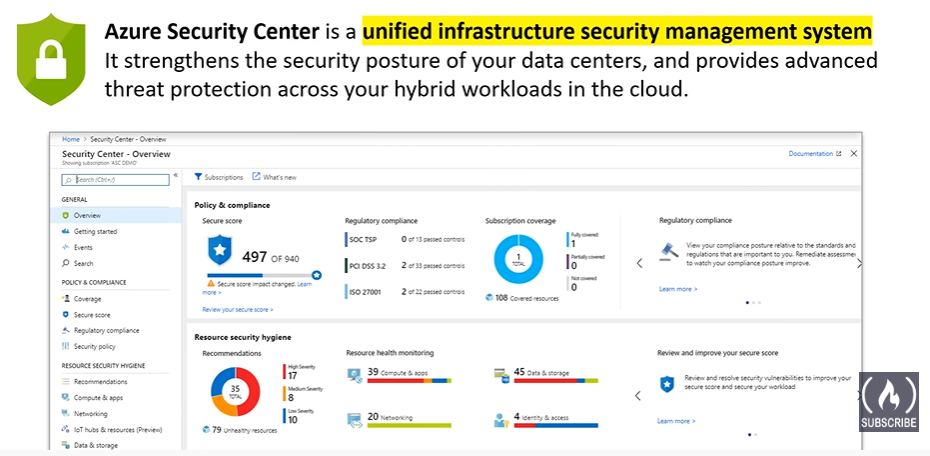 Azure Security Center is a unified infrastructure security management system
It strengthens the security posture of your data centers, and provides advanced
threat protection across your hybrid workloads in the cloud.
Home > Security Center - Overview
Security Center - Overview
Showing subscription 'ASC DEMO'
Documentation
Search (Ctrl+/)
«
Subscriptions
What's new
GENERAL
Overview
Getting started
Events
Search
POLICY & COMPLIANCE
Coverage
Secure score
Regulatory compliance
Security policy
RESOURCE SECURITY HYGIENE
Recommendations
Compute & apps
Networking
IoT hubs & resources (Preview)
Data & storage
Policy & compliance
Secure score
497 OF 940
Secure score impact changed. Learn
more >
Review your secure score >
Regulatory compliance
SOC TSP 0 of 13 passed controls
PCI DSS 3.2 2 of 33 passed controls
ISO 27001 2 of 22 passed controls
Subscription coverage
1
TOTAL
Fully covered
1
Partially covered
0
Not covered
0
108 Covered resources
Regulatory compliance
View your compliance posture relative to the standards and
regulations that are important to you. Remediate assessmen
to watch your compliance posture improve.
Learn more >
Resource security hygiene
Recommendations
35
TOTAL
High Severity
17
Medium Severity
8
Low Severity
10
79 Unhealthy resources
Resource health monitoring
39 Compute & apps
45 Data & storage
20 Networking
4 Identity & access
Review and improve your secure score
Review and resolve security vulnerabilities to improve your
secure score and secure your workload
Learn more >
SUBSCRIBE